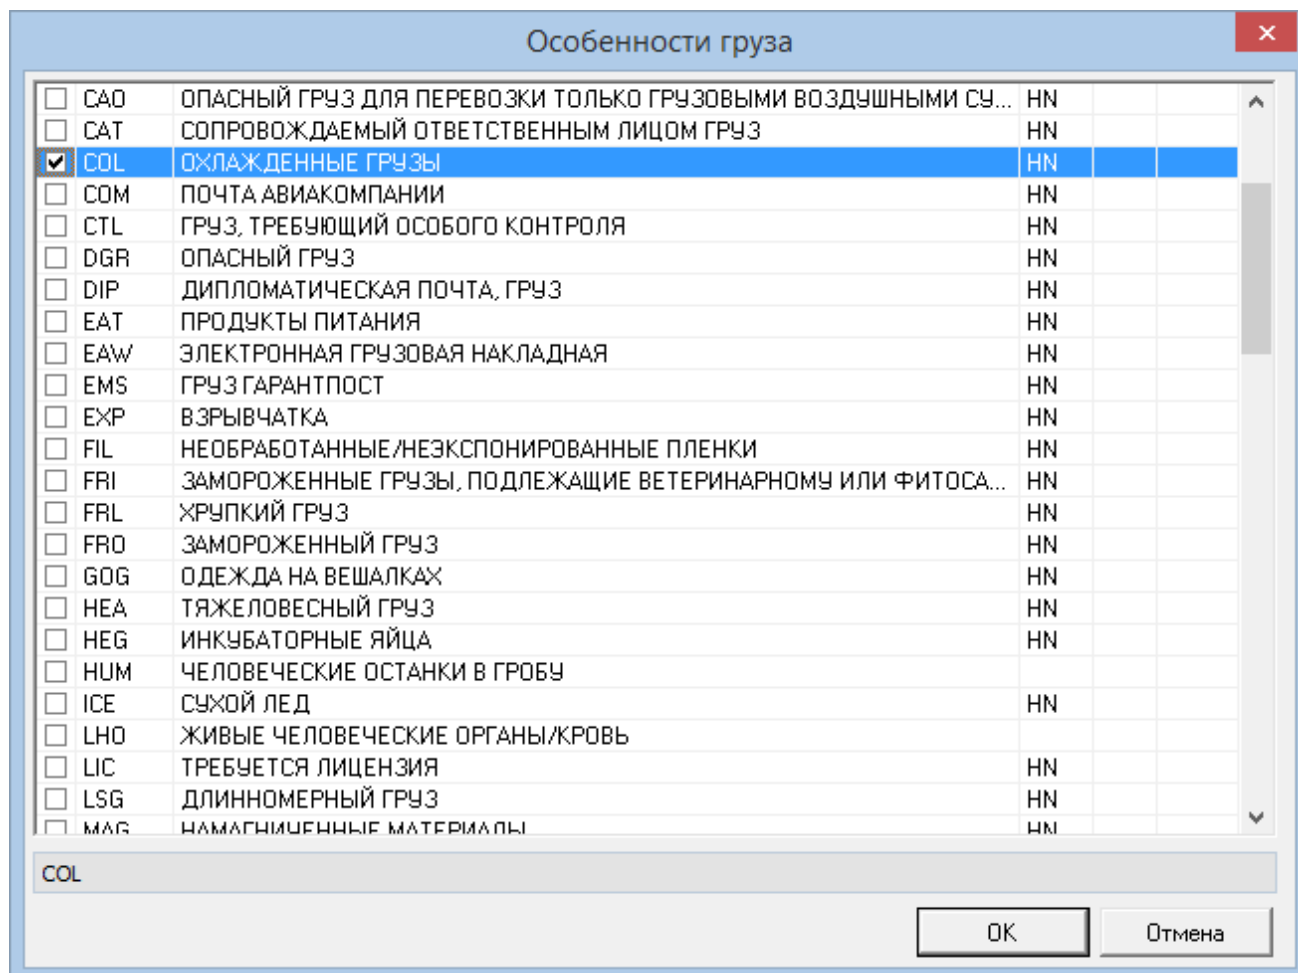 Особенности груза
CAO ОПАСНЫЙ ГРУЗ ДЛЯ ПЕРЕВОЗКИ ТОЛЬКО ГРУЗОВЫМИ ВОЗДУШНЫМИ СУ... HN
CAT СОПРОВОЖДАЕМЫЙ ОТВЕТСТВЕННЫМ ЛИЦОМ ГРУЗ HN
COL ОХЛАЖДЕННЫЕ ГРУЗЫ HN
COM ПОЧТА АВИАКОМПАНИИ HN
CTL ГРУЗ, ТРЕБУЮЩИЙ ОСОБОГО КОНТРОЛЯ HN
DGR ОПАСНЫЙ ГРУЗ HN
DIP ДИПЛОМАТИЧЕСКАЯ ПОЧТА, ГРУЗ HN
EAT ПРОДУКТЫ ПИТАНИЯ HN
EAW ЭЛЕКТРОННАЯ ГРУЗОВАЯ НАКЛАДНАЯ HN
EMS ГРУЗ ГАРАНТПОСТ HN
EXP ВЗРЫВЧАТКА HN
FIL НЕОБРАБОТАННЫЕ/НЕЭКСПОНИРОВАННЫЕ ПЛЕНКИ HN
FRI ЗАМОРОЖЕННЫЕ ГРУЗЫ, ПОДЛЕЖАЩИЕ ВЕТЕРИНАРНОМУ ИЛИ ФИТОСА... HN
FRL ХРУПКИЙ ГРУЗ HN
FRO ЗАМОРОЖЕННЫЙ ГРУЗ HN
GOG ОДЕЖДА НА ВЕШАЛКАХ HN
HEA ТЯЖЕЛОВЕСНЫЙ ГРУЗ HN
HEG ИНКУБАТОРНЫЕ ЯЙЦА HN
HUM ЧЕЛОВЕЧЕСКИЕ ОСТАНКИ В ГРОБУ
ICE СУХОЙ ЛЕД HN
LHO ЖИВЫЕ ЧЕЛОВЕЧЕСКИЕ ОРГАНЫ/КРОВЬ
LIC ТРЕБУЕТСЯ ЛИЦЕНЗИЯ HN
LSG ДЛИННОМЕРНЫЙ ГРУЗ HN
MAG НАМАГНИЧЕННЫЕ МАТЕРИАЛЫ HN
COL
OK Отмена